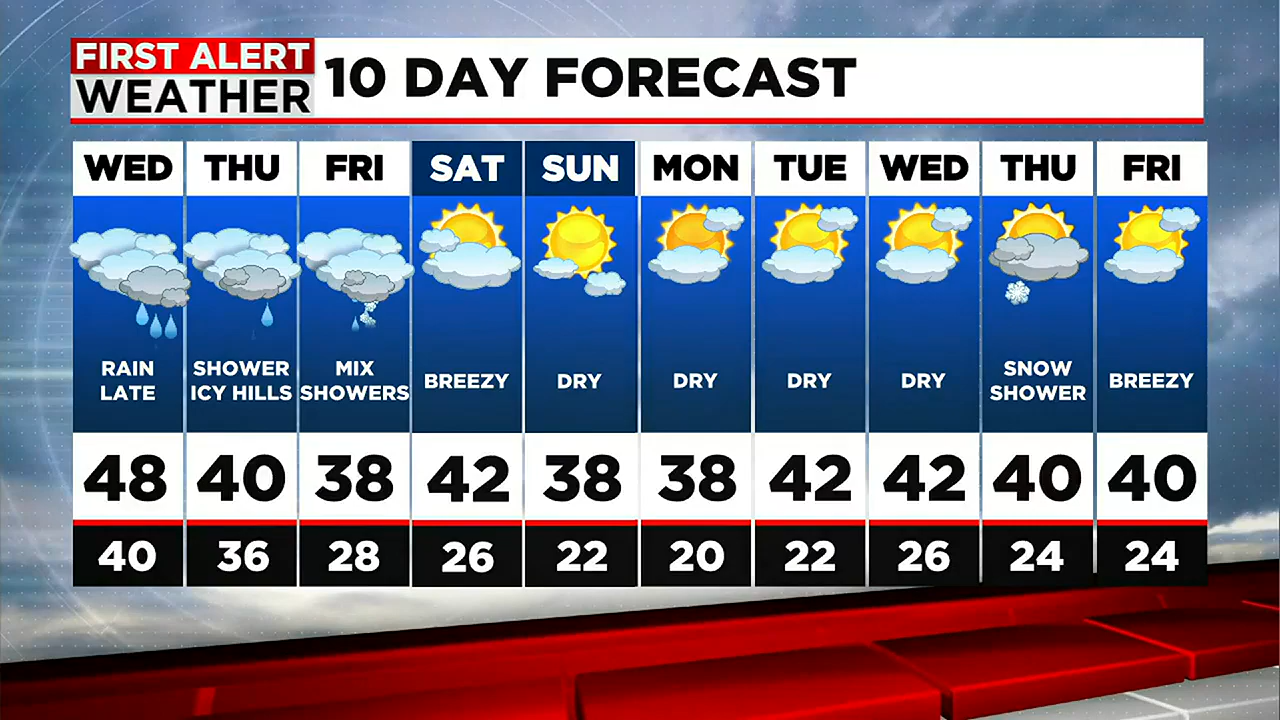 FIRST ALERT
WEATHER
10 DAY FORECAST
WED THU FRI SAT SUN MON TUE WED THU FRI
RAIN LATE
SHOWER ICY HILLS
MIX SHOWERS
BREEZY
DRY
DRY
DRY
DRY
SNOW SHOWER
BREEZY
48 40 38 42 38 38 42 42 40 40
40 36 28 26 22 20 22 26 24 24